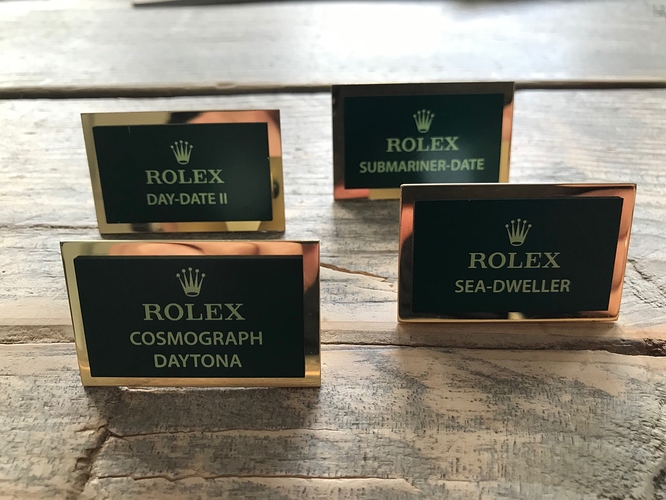 ROLEX
DAY-DATE II
ROLEX
SUBMARINER-DATE
ROLEX
COSMOGRAPH
DAYTONA
ROLEX
SEA-DWELLER